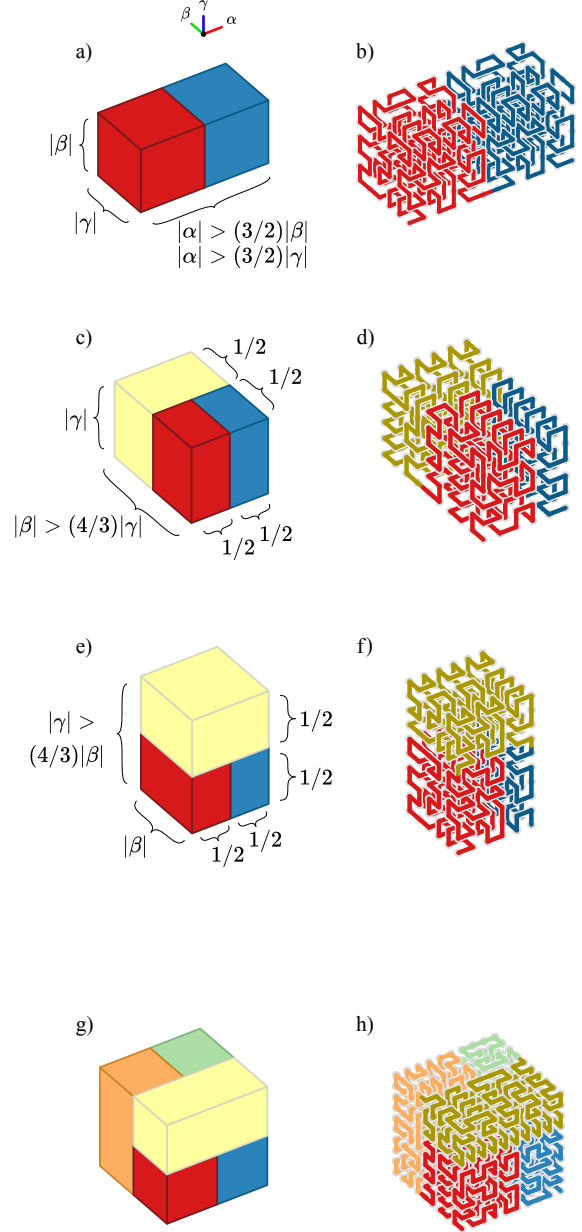 γ
β
α
a)
b)
|β|
|γ|
|α| > (3/2)|β|
|α| > (3/2)|γ|
c)
d)
1/2
1/2
|γ|
|β| > (4/3)|γ|
1/2
1/2
e)
f)
|γ| >
(4/3)|β|
1/2
1/2
|β|
1/2
1/2
g)
h)